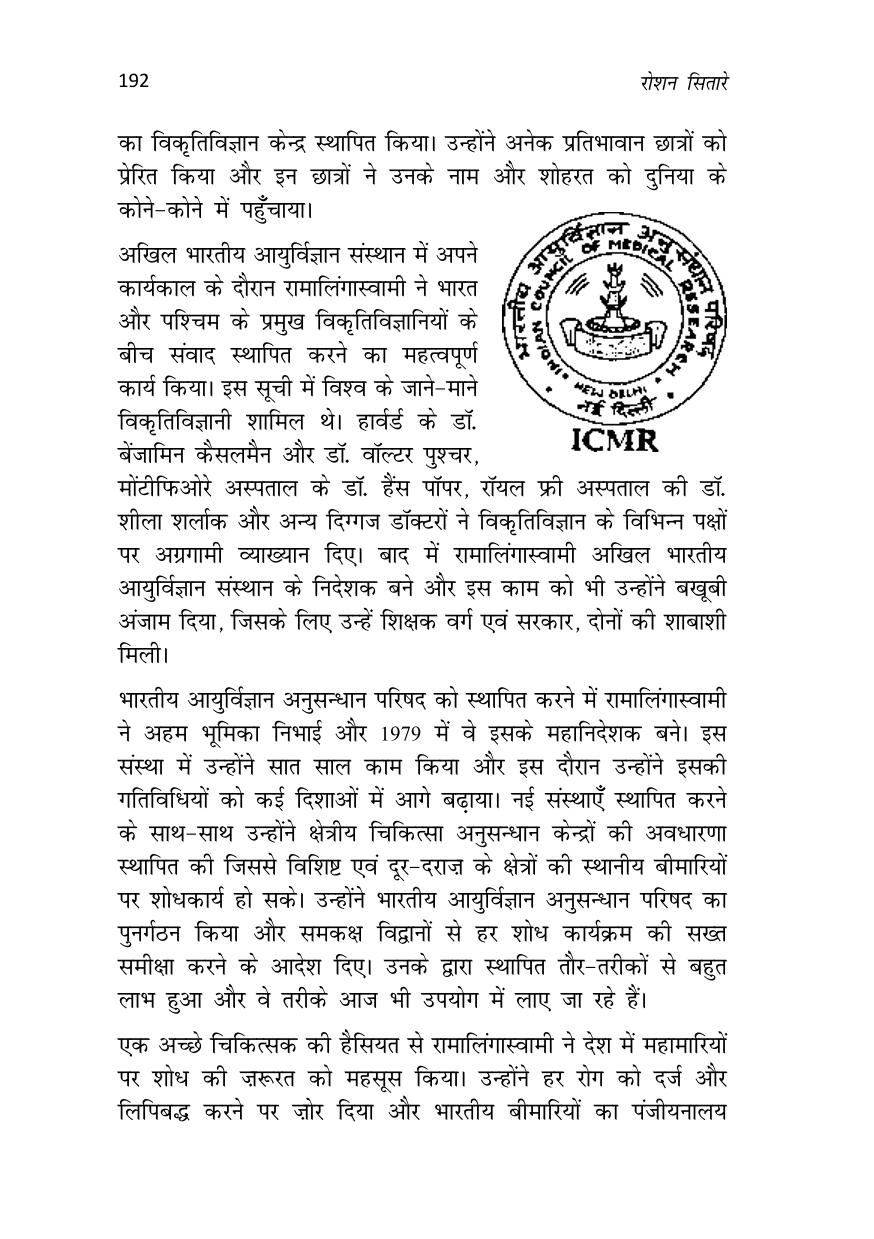 192
रोशन सितारे
का विकृतिविज्ञान केन्द्र स्थापित किया। उन्होंने अनेक प्रतिभावान छात्रों को
प्रेरित किया और इन छात्रों ने उनके नाम और शोहरत को दुनिया के
कोने-कोने में पहुँचाया।
अखिल भारतीय आयुर्विज्ञान संस्थान में अपने
कार्यकाल के दौरान रामालिंगास्वामी ने भारत
और पश्चिम के प्रमुख विकृतिविज्ञानियों के
बीच संवाद स्थापित करने का महत्वपूर्ण
कार्य किया। इस सूची में विश्व के जाने-माने
विकृतिविज्ञानी शामिल थे। हार्वर्ड के डॉ.
बेंजामिन कैसलमैन और डॉ. वॉल्टर पुश्चर,
भारतीय आयुर्विज्ञान अनुसंधान परिषद
INDIAN COUNCIL OF MEDICAL RESEARCH
NEW DELHI
नई दिल्ली
ICMR
मोंटीफिओरे अस्पताल के डॉ. हैंस पॉपर, रॉयल फ्री अस्पताल की डॉ.
शीला शर्लाक और अन्य दिग्गज डॉक्टरों ने विकृतिविज्ञान के विभिन्न पक्षों
पर अग्रगामी व्याख्यान दिए। बाद में रामालिंगास्वामी अखिल भारतीय
आयुर्विज्ञान संस्थान के निदेशक बने और इस काम को भी उन्होंने बखूबी
अंजाम दिया, जिसके लिए उन्हें शिक्षक वर्ग एवं सरकार, दोनों की शाबाशी
मिली।
भारतीय आयुर्विज्ञान अनुसन्धान परिषद को स्थापित करने में रामालिंगास्वामी
ने अहम भूमिका निभाई और 1979 में वे इसके महानिदेशक बने। इस
संस्था में उन्होंने सात साल काम किया और इस दौरान उन्होंने इसकी
गतिविधियों को कई दिशाओं में आगे बढ़ाया। नई संस्थाएँ स्थापित करने
के साथ-साथ उन्होंने क्षेत्रीय चिकित्सा अनुसन्धान केन्द्रों की अवधारणा
स्थापित की जिससे विशिष्ट एवं दूर-दराज़ के क्षेत्रों की स्थानीय बीमारियों
पर शोधकार्य हो सके। उन्होंने भारतीय आयुर्विज्ञान अनुसन्धान परिषद का
पुनर्गठन किया और समकक्ष विद्वानों से हर शोध कार्यक्रम की सख्त
समीक्षा करने के आदेश दिए। उनके द्वारा स्थापित तौर-तरीकों से बहुत
लाभ हुआ और वे तरीके आज भी उपयोग में लाए जा रहे हैं।
एक अच्छे चिकित्सक की हैसियत से रामालिंगास्वामी ने देश में महामारियों
पर शोध की ज़रूरत को महसूस किया। उन्होंने हर रोग को दर्ज और
लिपिबद्ध करने पर ज़ोर दिया और भारतीय बीमारियों का पंजीयनालय